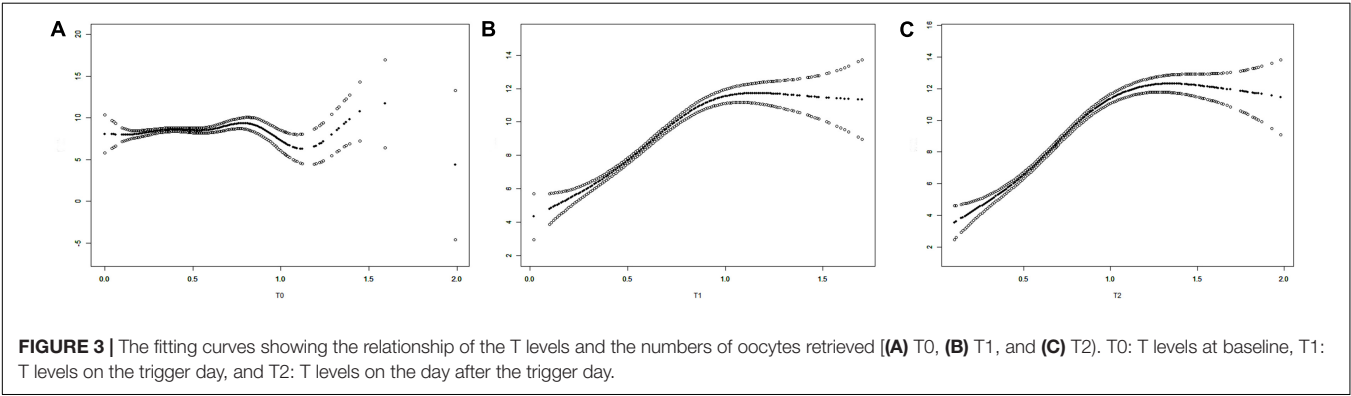 A
20
15
10
5
0
-5
0.0 0.5 1.0 1.5 2.0
T0
B
14
12
10
8
6
4
2
0.0 0.5 1.0 1.5
T1
C
16
14
12
10
8
6
4
2
0.5 1.0 1.5 2.0
T2
FIGURE 3 | The fitting curves showing the relationship of the T levels and the numbers of oocytes retrieved [(A) T0, (B) T1, and (C) T2). T0: T levels at baseline, T1:
T levels on the trigger day, and T2: T levels on the day after the trigger day.